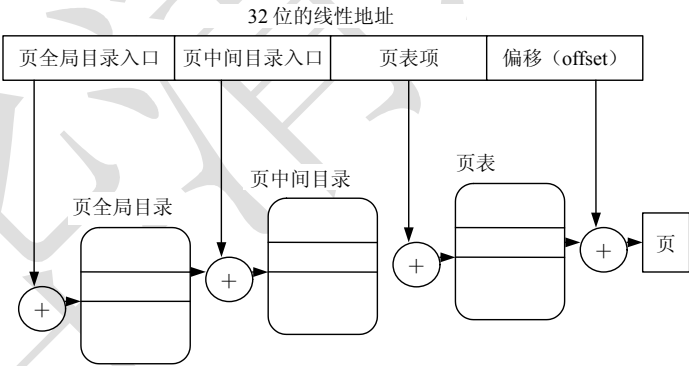 32 位的线性地址
页全局目录入口 页中间目录入口 页表项 偏移（offset）
页表
页中间目录
页全局目录
页
+
+
+
+